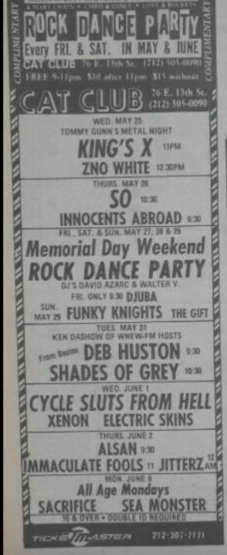 COMPLIMENTARY
COMPLIMENTARY
ROCK DANCE PARTY
Every FRI. & SAT. IN MAY & JUNE
CAT CLUB 76 E. 13th St. (212) 505-0090
FREE 9-11pm $10 after 11pm $15 without
CAT CLUB 76 E. 13th St.
(212) 505-0090
WED. MAY 25
TOMMY GUNN'S METAL NIGHT
KING'S X 11PM
ZNO WHITE 12:30PM
THURS. MAY 26
SO 10:30
INNOCENTS ABROAD 9:30
FRI., SAT. & SUN. MAY 27, 28 & 29
Memorial Day Weekend
ROCK DANCE PARTY
DJ'S DAVID AZARC & WALTER V.
FRI. ONLY 9:30 DJUBA
SUN. MAY 29 FUNKY KNIGHTS THE GIFT
TUES. MAY 31
KEN DASHOW OF WNEW-FM HOSTS
From Boston DEB HUSTON 9:30
SHADES OF GREY 10:30
WED. JUNE 1
CYCLE SLUTS FROM HELL
XENON ELECTRIC SKINS
THURS. JUNE 2
ALSAN 9:30
IMMACULATE FOOLS 11 JITTERZ 12 AM
MON. JUNE 6
All Age Mondays
SACRIFICE SEA MONSTER
16 & OVER • DOUBLE ID REQUIRED
TICKETMASTER 212-307-7171